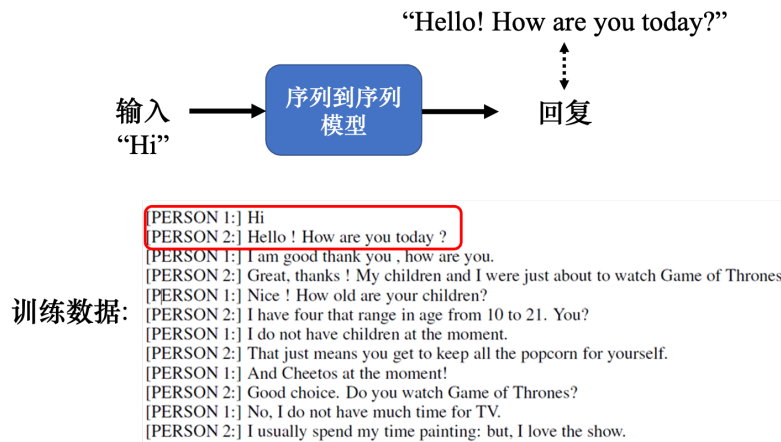 “Hello! How are you today?”
输入
“Hi”
序列到序列
模型
回复
训练数据:
[PERSON 1:] Hi
[PERSON 2:] Hello ! How are you today ?
[PERSON 1:] I am good thank you , how are you.
[PERSON 2:] Great, thanks ! My children and I were just about to watch Game of Thrones
[PERSON 1:] Nice ! How old are your children?
[PERSON 2:] I have four that range in age from 10 to 21. You?
[PERSON 1:] I do not have children at the moment.
[PERSON 2:] That just means you get to keep all the popcorn for yourself.
[PERSON 1:] And Cheetos at the moment!
[PERSON 2:] Good choice. Do you watch Game of Thrones?
[PERSON 1:] No, I do not have much time for TV.
[PERSON 2:] I usually spend my time painting: but, I love the show.